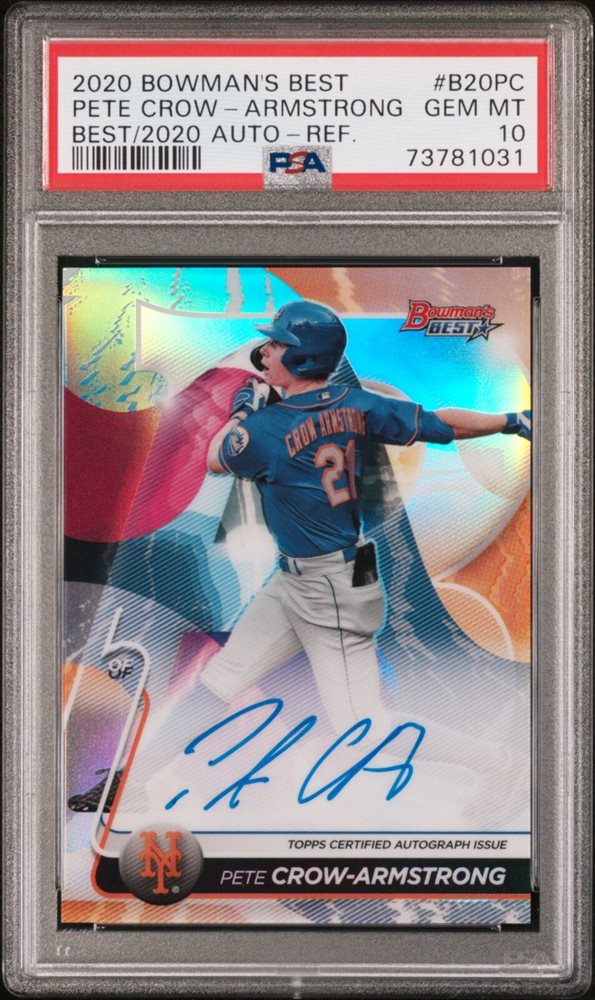 2020 BOWMAN'S BEST #B20PC
PETE CROW-ARMSTRONG GEM MT
BEST/2020 AUTO-REF. 10
PSA 73781031
Bowman's
BEST
CROW ARMSTRONG
21
OF
TOPPS CERTIFIED AUTOGRAPH ISSUE
NY
PETE CROW-ARMSTRONG
PSA